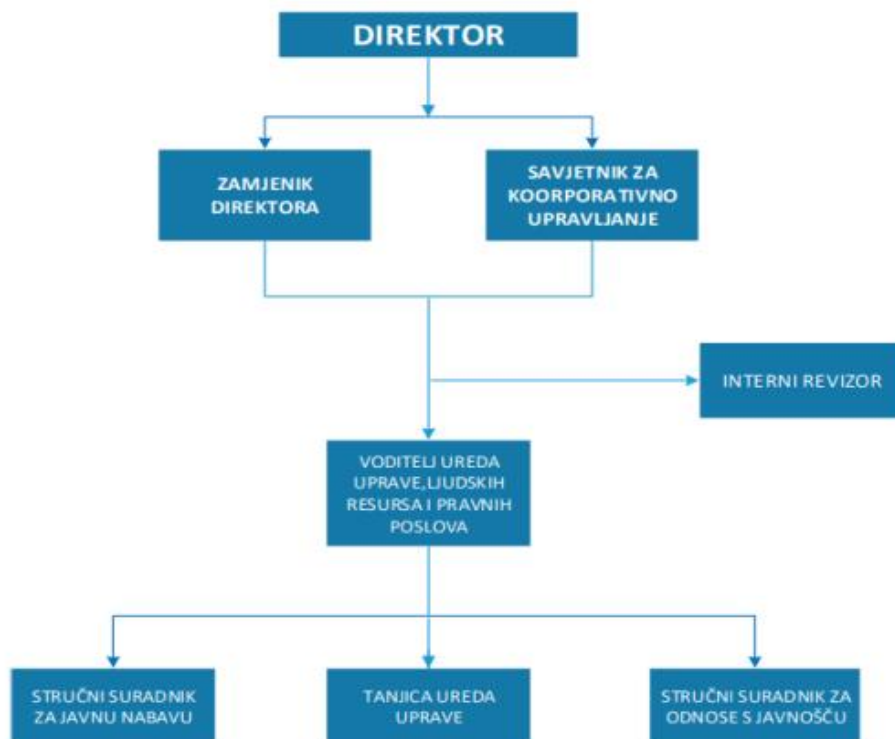 DIREKTOR
ZAMJENIK
DIREKTORA
SAVJETNIK ZA
KOORPORATIVNO
UPRAVLJANJE
INTERNI REVIZOR
VODITELJ UREDA
UPRAVE,LJUDSKIH
RESURSA I PRAVNIH
POSLOVA
STRUČNI SURADNIK
ZA JAVNU NABAVU
TANJICA UREDA
UPRAVE
STRUČNI SURADNIK ZA
ODNOSE S JAVNOŠČU